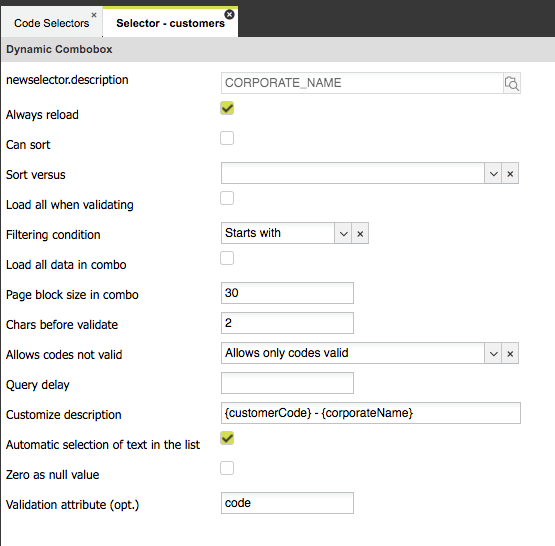 Code Selectors
Selector - customers
Dynamic Combobox
newselector.description CORPORATE_NAME
Always reload
Can sort
Sort versus
Load all when validating
Filtering condition Starts with
Load all data in combo
Page block size in combo 30
Chars before validate 2
Allows codes not valid Allows only codes valid
Query delay
Customize description {customerCode} - {corporateName}
Automatic selection of text in the list
Zero as null value
Validation attribute (opt.) code